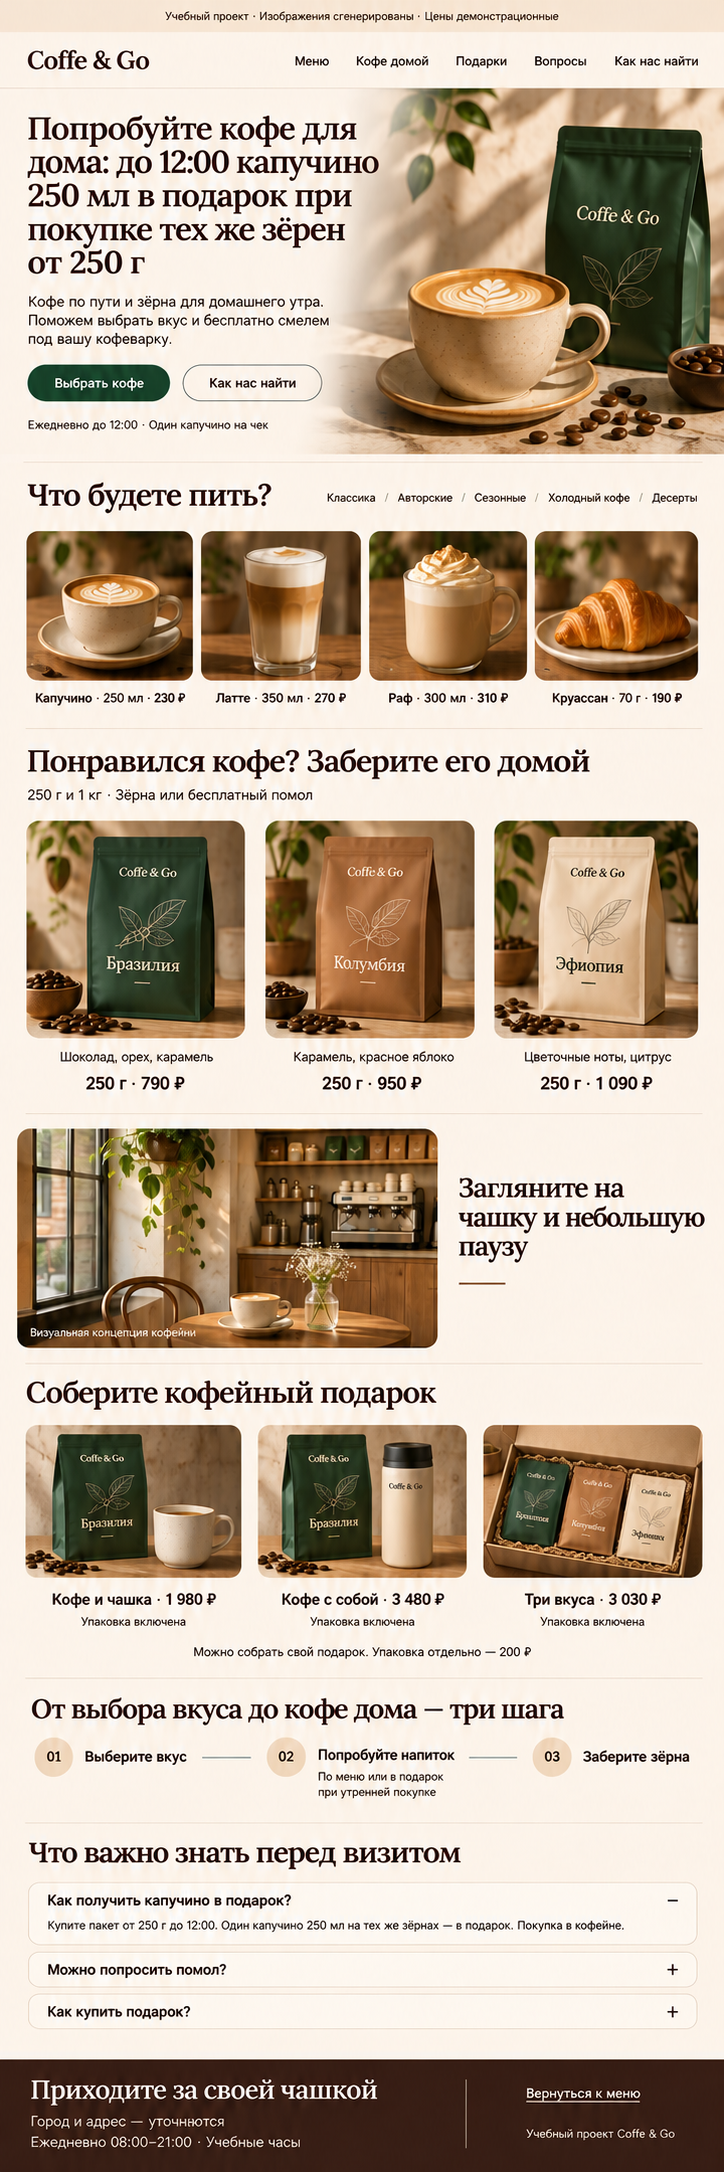 Учебный проект · Изображения сгенерированы · Цены демонстрационные
Coffe & Go
Меню
Кофе домой
Подарки
Вопросы
Как нас найти
Попробуйте кофе для
дома: до 12:00 капучино
250 мл в подарок при
покупке тех же зёрен
от 250 г
Кофе по пути и зёрна для домашнего утра.
Поможем выбрать вкус и бесплатно смелем
под вашу кофеварку.
Выбрать кофе
Как нас найти
Ежедневно до 12:00 · Один капучино на чек
Coffe & Go
Что будете пить?
Классика / Авторские / Сезонные / Холодный кофе / Десерты
Капучино · 250 мл · 230 ₽
Латте · 350 мл · 270 ₽
Раф · 300 мл · 310 ₽
Круассан · 70 г · 190 ₽
Понравился кофе? Заберите его домой
250 г и 1 кг · Зёрна или бесплатный помол
Coffe & Go
Бразилия
Coffe & Go
Колумбия
Coffe & Go
Эфиопия
Шоколад, орех, карамель
250 г · 790 ₽
Карамель, красное яблоко
250 г · 950 ₽
Цветочные ноты, цитрус
250 г · 1 090 ₽
Визуальная концепция кофейни
Загляните на
чашку и небольшую
паузу
Соберите кофейный подарок
Coffe & Go
Бразилия
Coffe & Go
Бразилия
Coffe & Go
Coffe & Go
Coffe & Go
Колумбия
Coffe & Go
Кофе и чашка · 1 980 ₽
Упаковка включена
Кофе с собой · 3 480 ₽
Упаковка включена
Три вкуса · 3 030 ₽
Упаковка включена
Можно собрать свой подарок. Упаковка отдельно — 200 ₽
От выбора вкуса до кофе дома — три шага
01
Выберите вкус
02
Попробуйте напиток
По меню или в подарок
при утренней покупке
03
Заберите зёрна
Что важно знать перед визитом
Как получить капучино в подарок?
Купите пакет от 250 г до 12:00. Один капучино 250 мл на тех же зёрнах — в подарок. Покупка в кофейне.
Можно попросить помол?
Как купить подарок?
Приходите за своей чашкой
Город и адрес — уточняются
Ежедневно 08:00–21:00 · Учебные часы
Вернуться к меню
Учебный проект Coffe & Go